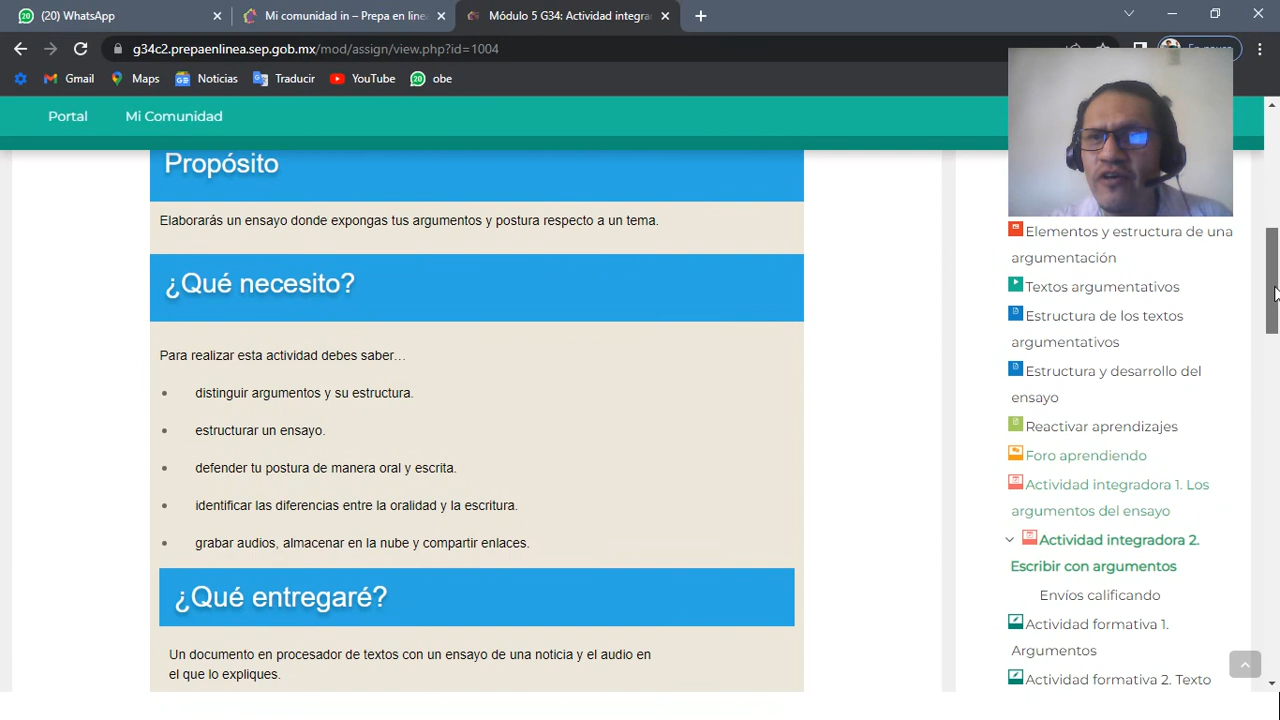 (20) WhatsApp
Mi comunidad in – Prepa en linea
Módulo 5 G34: Actividad integra
g34c2.prepaenlinea.sep.gob.mx/mod/assign/view.php?id=1004
Gmail
Maps
Noticias
Traducir
YouTube
20
obe
Portal
Mi Comunidad
Propósito
Elaborarás un ensayo donde expongas tus argumentos y postura respecto a un tema.
¿Qué necesito?
Para realizar esta actividad debes saber…
distinguir argumentos y su estructura.
estructurar un ensayo.
defender tu postura de manera oral y escrita.
identificar las diferencias entre la oralidad y la escritura.
grabar audios, almacenar en la nube y compartir enlaces.
¿Qué entregaré?
Un documento en procesador de textos con un ensayo de una noticia y el audio en
el que lo expliques.
Elementos y estructura de una
argumentación
Textos argumentativos
Estructura de los textos
argumentativos
Estructura y desarrollo del
ensayo
Reactivar aprendizajes
Foro aprendiendo
Actividad integradora 1. Los
argumentos del ensayo
Actividad integradora 2.
Escribir con argumentos
Envíos calificando
Actividad formativa 1.
Argumentos
Actividad formativa 2. Texto